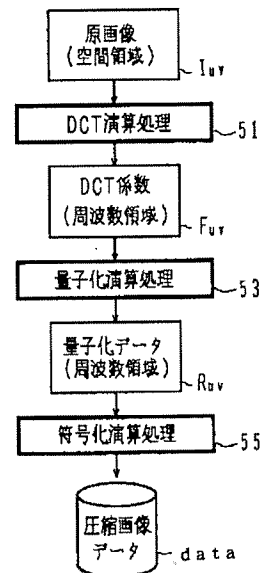 原画像
(空間領域)
Iuv
DCT演算処理
51
DCT係数
(周波数領域)
Fuv
量子化演算処理
53
量子化データ
(周波数領域)
Ruv
符号化演算処理
55
圧縮画像
データ
data